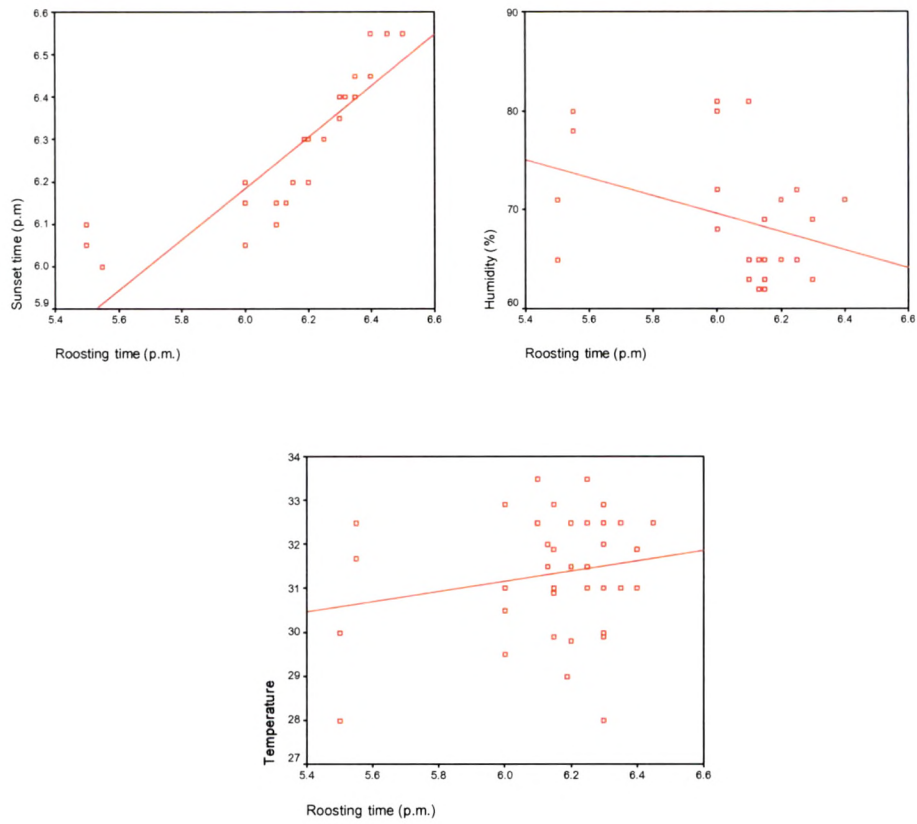 6.6
6.5
6.4
6.3
6.2
6.1
6.0
5.9
Sunset time (p.m)
5.4 5.6 5.8 6.0 6.2 6.4 6.6
Roosting time (p.m.)
90
80
70
60
Humidity (%)
5.4 5.6 5.8 6.0 6.2 6.4 6.6
Roosting time (p.m)
34
33
32
31
30
29
28
27
Temperature
5.4 5.6 5.8 6.0 6.2 6.4 6.6
Roosting time (p.m.)